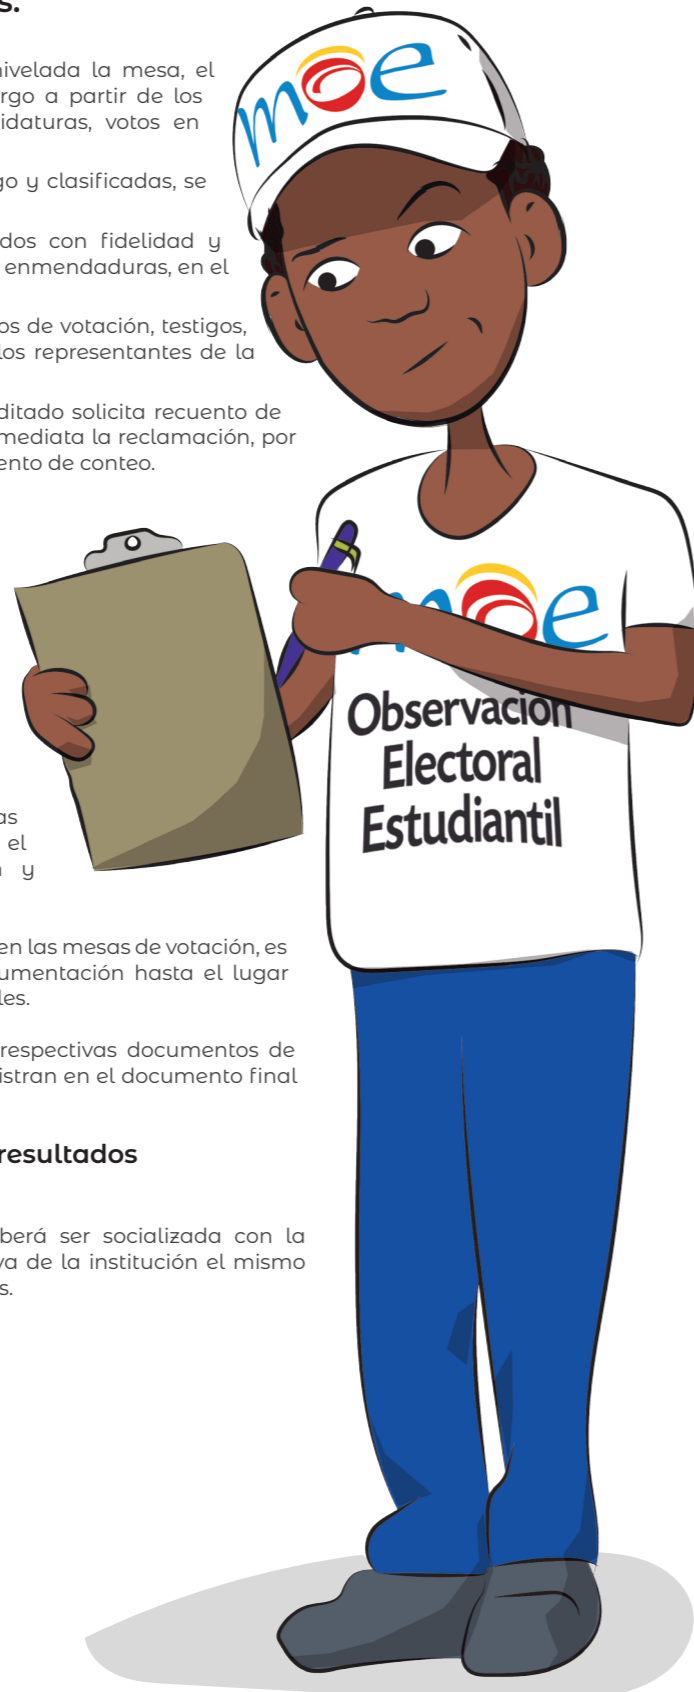 s.
nivelada la mesa, el
rgo a partir de los
idaturas, votos en
go y clasificadas, se
dos con fidelidad y
enmendaduras, en el
os de votación, testigos,
los representantes de la
ditado solicita recuento de
mediata la reclamación, por
ento de conteo.
moe
moe
Observación
Electoral
Estudiantil
as
el
y
en las mesas de votación, es
umentación hasta el lugar
les.
respectivas documentos de
istran en el documento final
resultados
berá ser socializada con la
va de la institución el mismo
s.